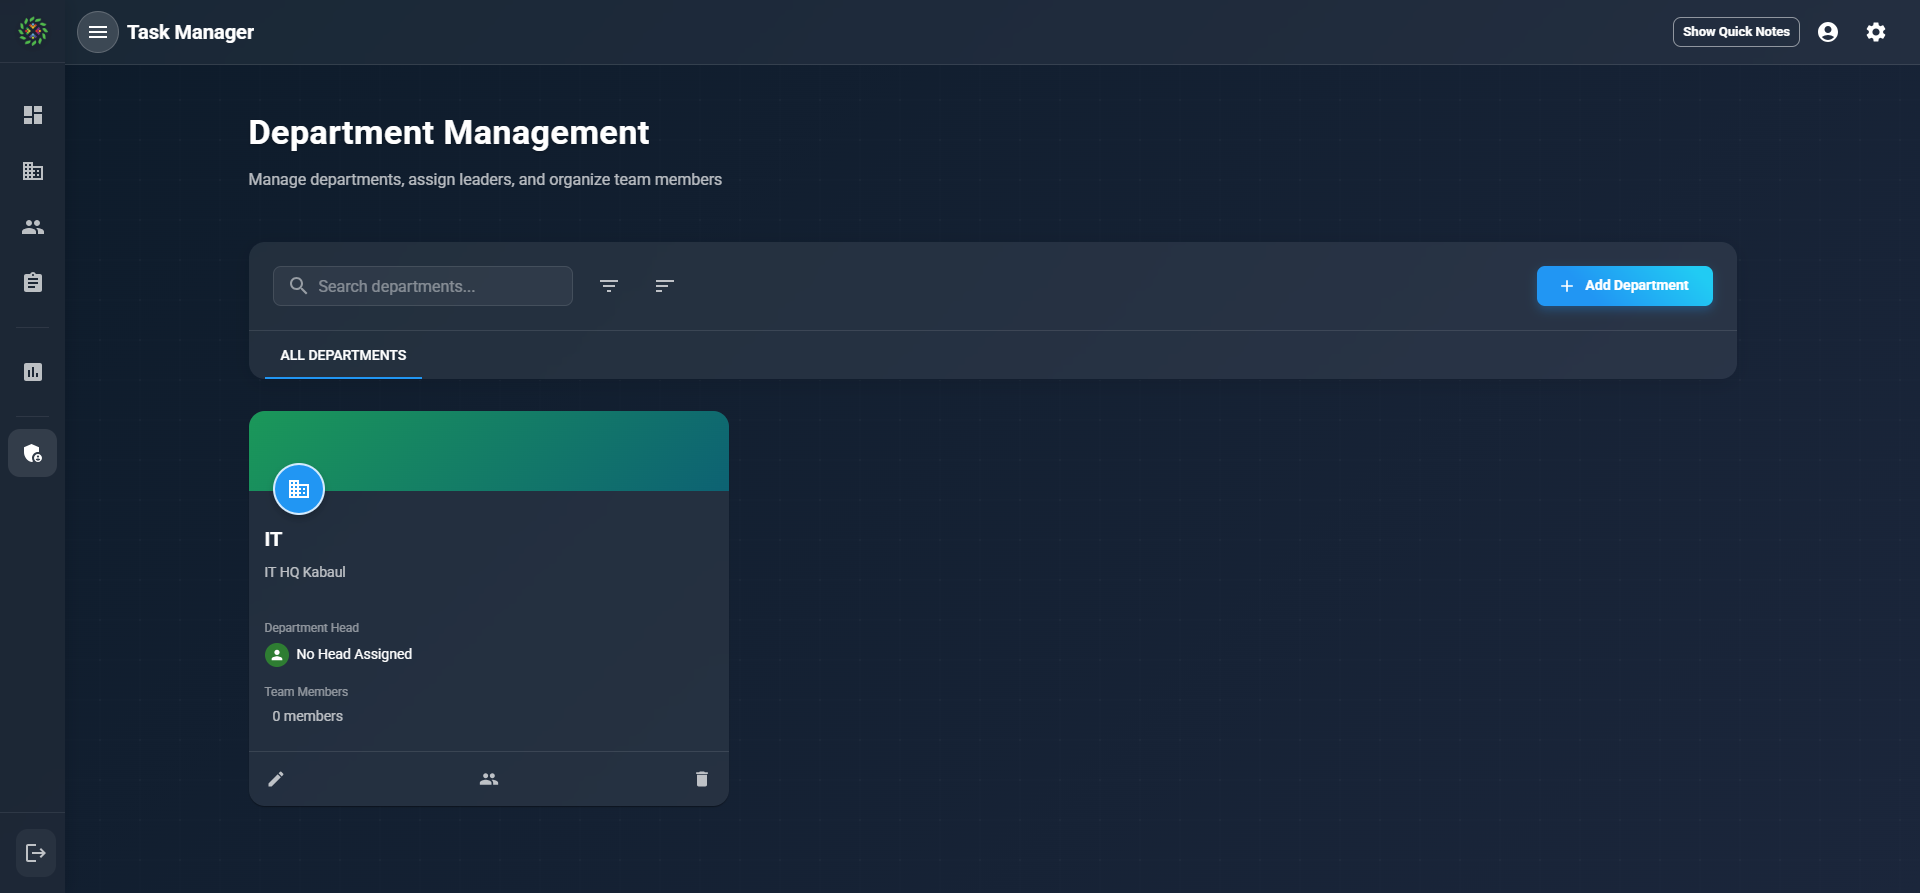 Task Manager
Show Quick Notes
Department Management
Manage departments, assign leaders, and organize team members
Search departments...
Add Department
ALL DEPARTMENTS
IT
IT HQ Kabaul
Department Head
No Head Assigned
Team Members
0 members